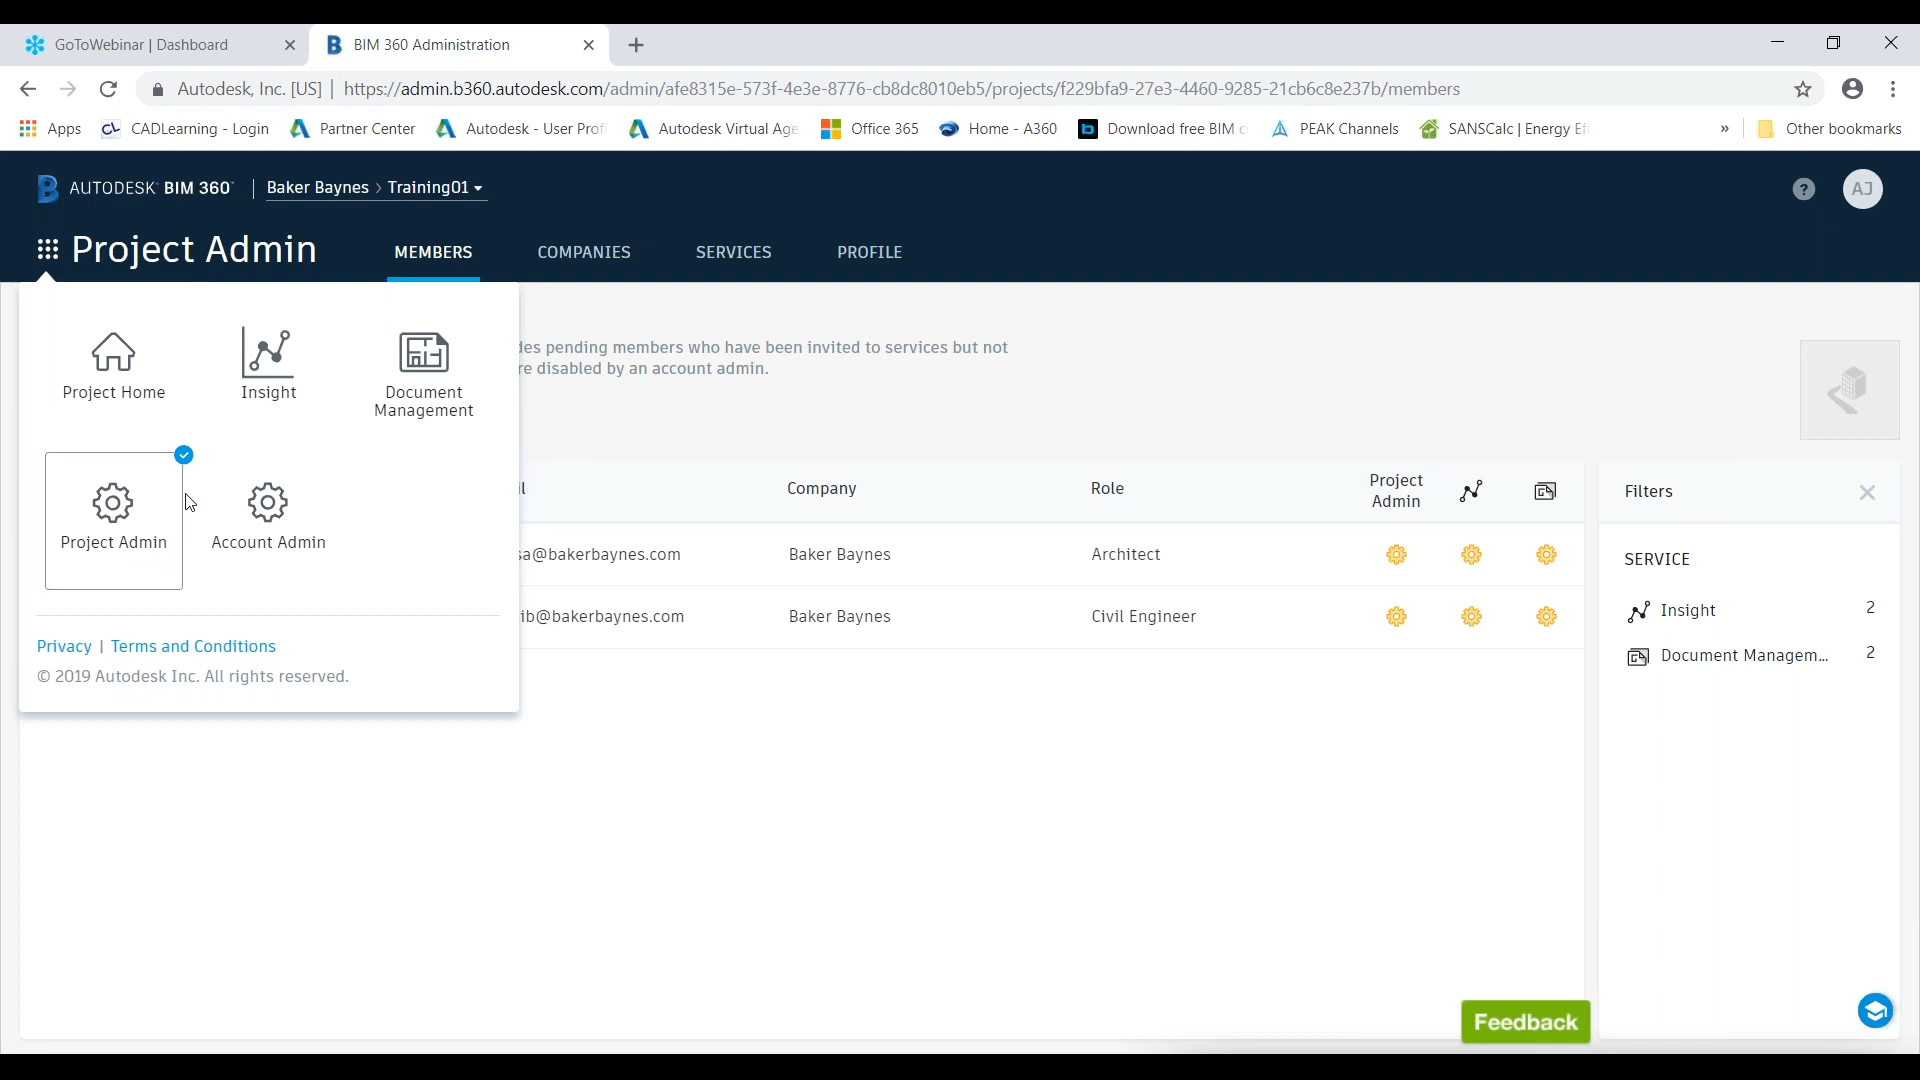 GoToWebinar | Dashboard
BIM 360 Administration
Autodesk, Inc. [US] | https://admin.b360.autodesk.com/admin/afe8315e-573f-4e3e-8776-cb8dc8010eb5/projects/f229bfa9-27e3-4460-9285-21cb6c8e237b/members
Apps
CADLearning - Login
Partner Center
Autodesk - User Prof
Autodesk Virtual Age
Office 365
Home - A360
Download free BIM c
PEAK Channels
SANSCalc | Energy Ef
»
Other bookmarks
AUTODESK BIM 360
Baker Baynes > Training01
?
AJ
Project Admin
MEMBERS
COMPANIES
SERVICES
PROFILE
Project Home
Insight
Document
Management
Project Admin
Account Admin
Privacy | Terms and Conditions
© 2019 Autodesk Inc. All rights reserved.
des pending members who have been invited to services but not
re disabled by an account admin.
Company
Role
Project
Admin
sa@bakerbaynes.com
Baker Baynes
Architect
ib@bakerbaynes.com
Baker Baynes
Civil Engineer
Filters
SERVICE
Insight 2
Document Managem... 2
Feedback